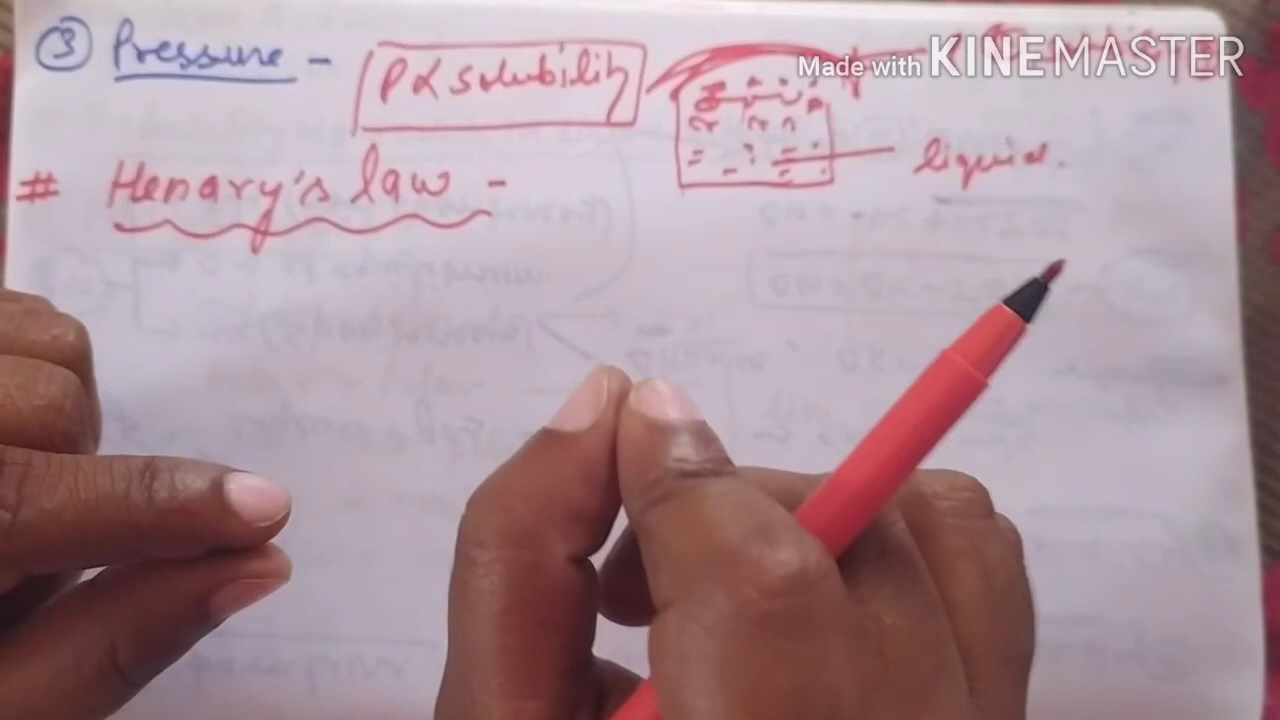 ③ Pressure -
P α solubility
Made with KINEMASTER
liquid.
# Henary's law -